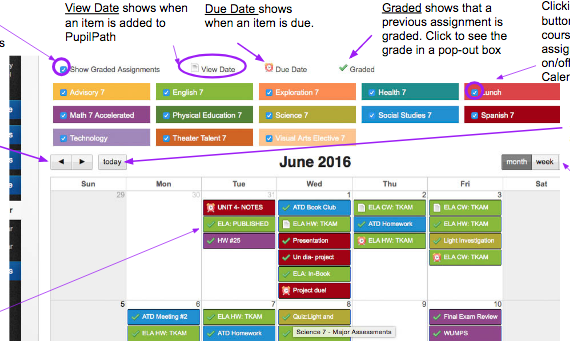 View Date shows when
an item is added to
PupilPath
Due Date shows
when an item is due.
Graded shows that a
previous assignment is
graded. Click to see the
grade in a pop-out box
Show Graded Assignments
View Date
Due Date
Graded
Advisory 7
English 7
Exploration 7
Health 7
Lunch
Math 7 Accelerated
Physical Education 7
Science 7
Social Studies 7
Spanish 7
Technology
Theater Talent 7
Visual Arts Elective 7
today
June 2016
month week
Sun Mon Tue Wed Thu Fri Sat
29 30 31 1 2 3
UNIT 4- NOTES
ATD Book Club
ELA CW: TKAM
ELA CW: TKAM
ELA: PUBLISHED
ELA HW: TKAM
ATD Homework
ELA HW: TKAM
HW #25
Presentation
ELA HW: TKAM
Light Investigation
Un dia- project
ELA CW: TKAM
ELA: In-Book
Project due!
5 6 7 8 9 10
ATD Meeting #2
ELA HW: TKAM
Quiz:Light and
Final Exam Review
ELA HW: TKAM
ATD Homework
Science 7 - Major Assessments
WUMPS